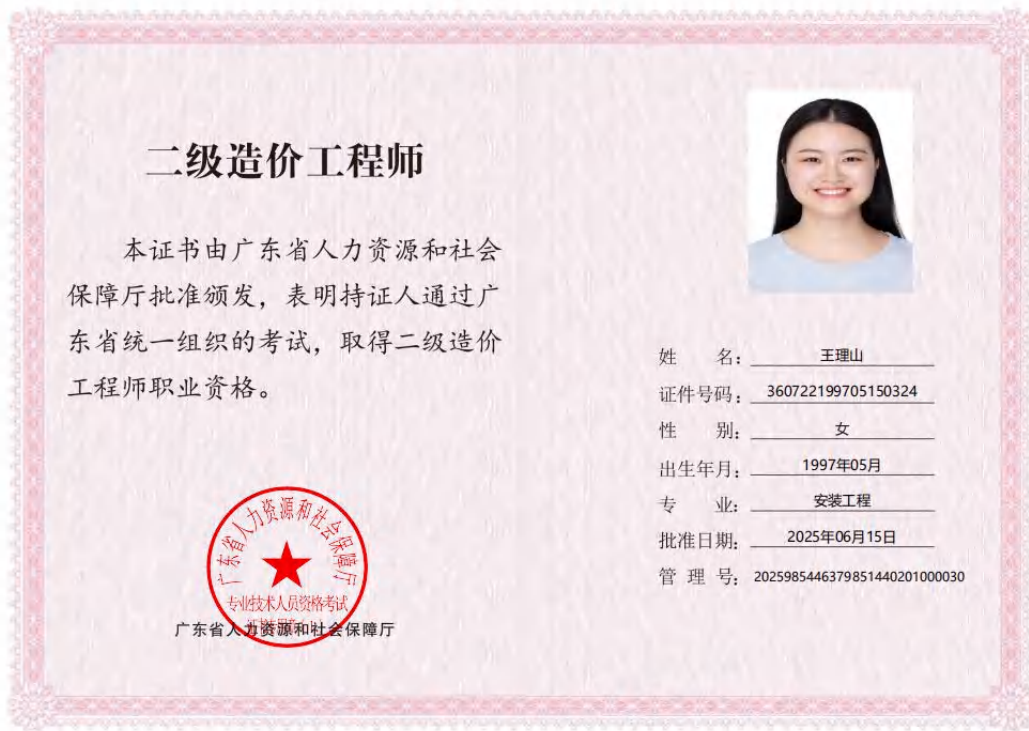 二级造价工程师
本证书由广东省人力资源和社会
保障厅批准颁发，表明持证人通过广
东省统一组织的考试，取得二级造价
工程师职业资格。
广东省人力资源和社会保障厅
专业技术人员资格考试
广东省人力资源和社会保障厅
姓 名：王理山
证件号码：360722199705150324
性 别：女
出生年月：1997年05月
专 业：安装工程
批准日期：2025年06月15日
管 理 号：2025985446379851440201000030